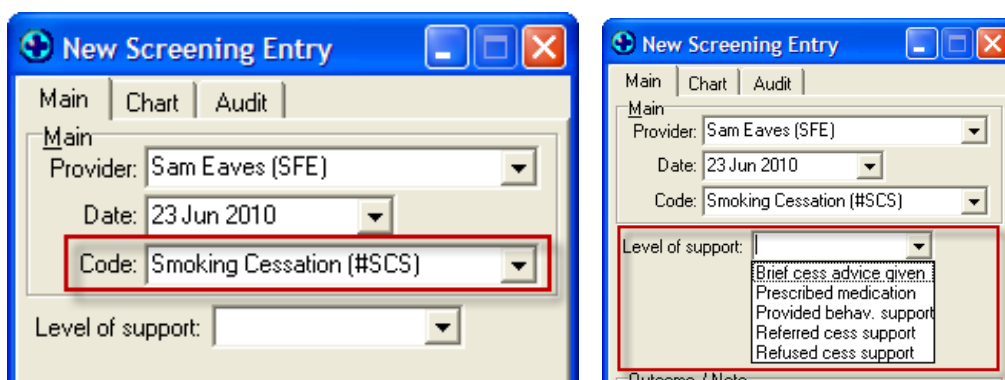 New Screening Entry
Main Chart Audit
Main
Provider: Sam Eaves (SFE)
Date: 23 Jun 2010
Code: Smoking Cessation (#SCS)
Level of support:
New Screening Entry
Main Chart Audit
Main
Provider: Sam Eaves (SFE)
Date: 23 Jun 2010
Code: Smoking Cessation (#SCS)
Level of support:
Brief cess advice given
Prescribed medication
Provided behav. support
Referred cess support
Refused cess support
Outcome / Note